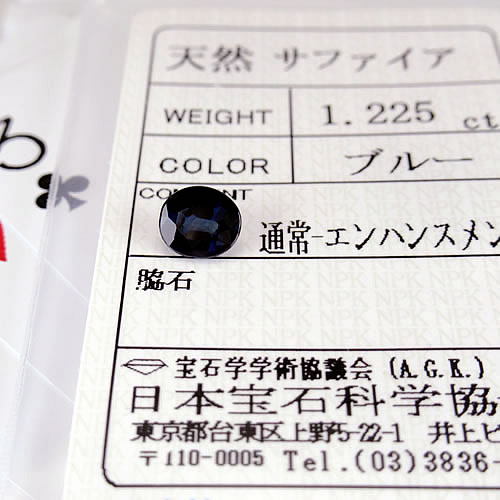 天然 サファイア
WEIGHT 1.225 ct
COLOR ブルー
通常-エンハンスメン
脇石
宝石学学術協議会 (A.G.K.)
日本宝石科学協
東京都台東区上野5-22-1 井上ビ
〒110-0005 Tel.(03)3836-